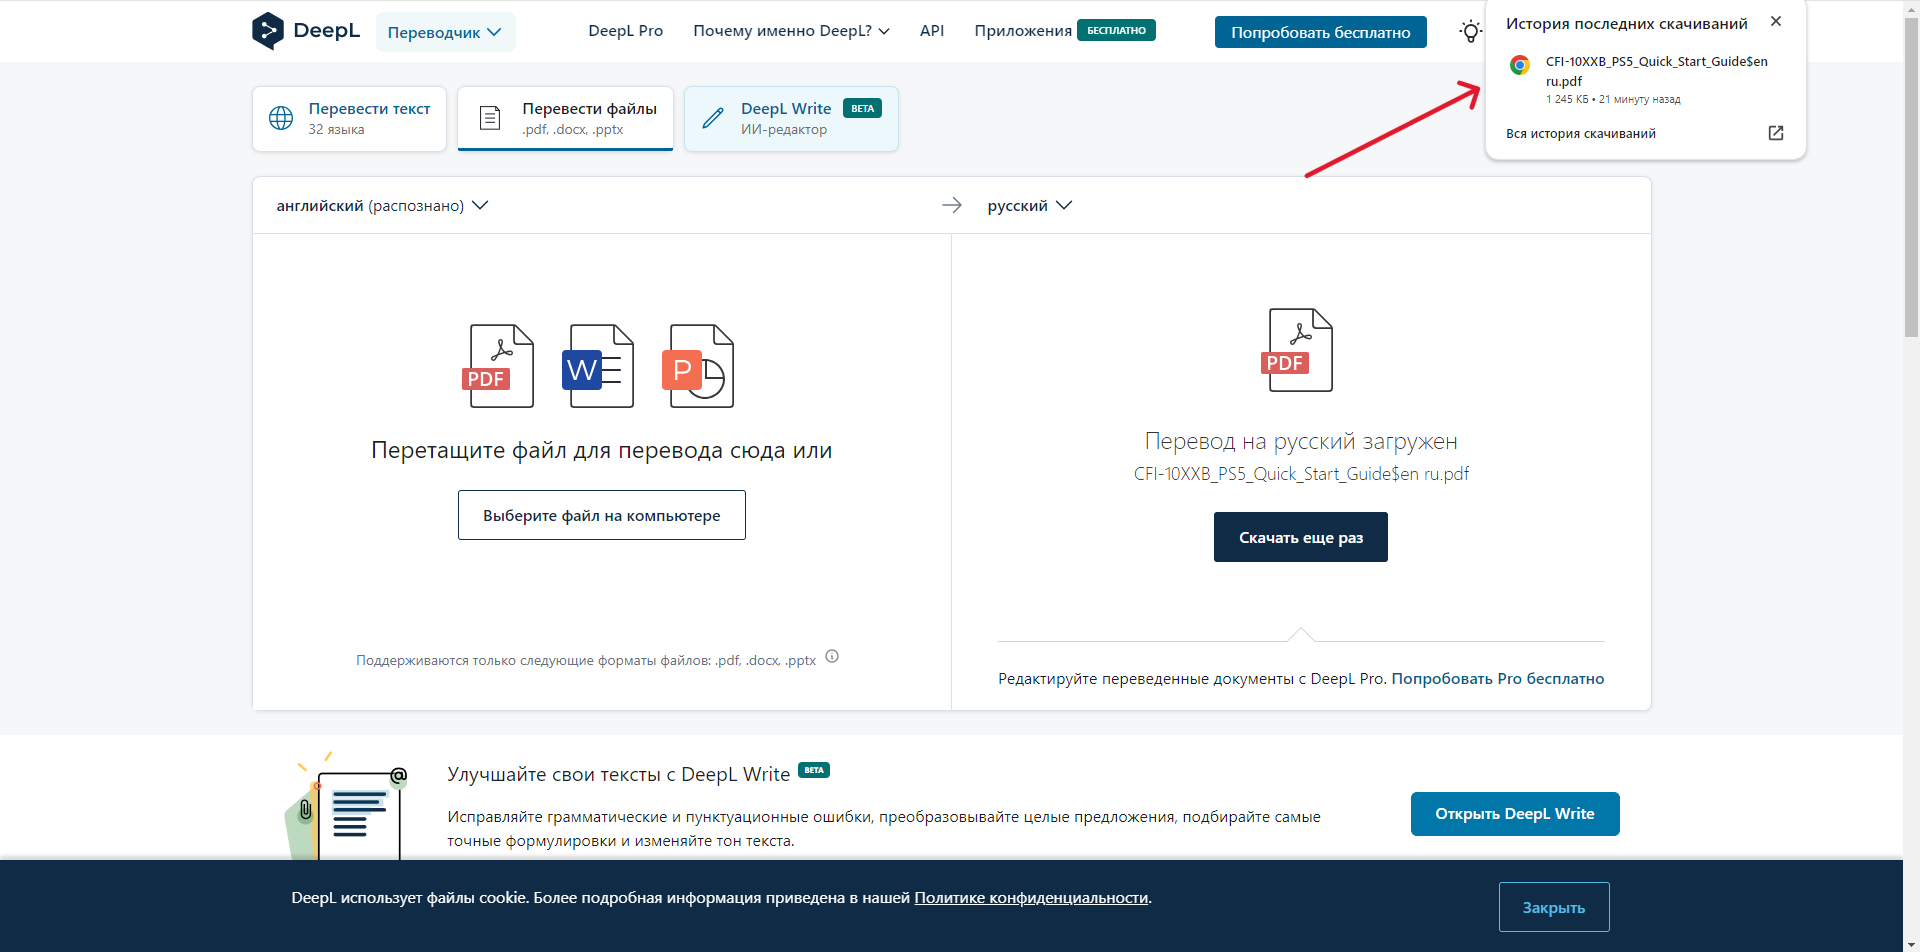 DeepL
Переводчик
DeepL Pro
Почему именно DeepL?
API
Приложения
БЕСПЛАТНО
Попробовать бесплатно
История последних скачиваний
CFI-10XXB_PS5_Quick_Start_Guide$en
ru.pdf
1 245 КБ • 21 минуту назад
Вся история скачиваний
Перевести текст
32 языка
Перевести файлы
.pdf, .docx, .pptx
DeepL Write BETA
ИИ-редактор
английский (распознано)
русский
PDF
W
P
Перетащите файл для перевода сюда или
Выберите файл на компьютере
Поддерживаются только следующие форматы файлов: .pdf, .docx, .pptx
PDF
Перевод на русский загружен
CFI-10XXB_PS5_Quick_Start_Guide$en ru.pdf
Скачать еще раз
Редактируйте переведенные документы с DeepL Pro. Попробовать Pro бесплатно
@
Улучшайте свои тексты с DeepL Write BETA
Исправляйте грамматические и пунктуационные ошибки, преобразовывайте целые предложения, подбирайте самые
точные формулировки и изменяйте тон текста.
Открыть DeepL Write
DeepL использует файлы cookie. Более подробная информация приведена в нашей Политике конфиденциальности.
Закрыть